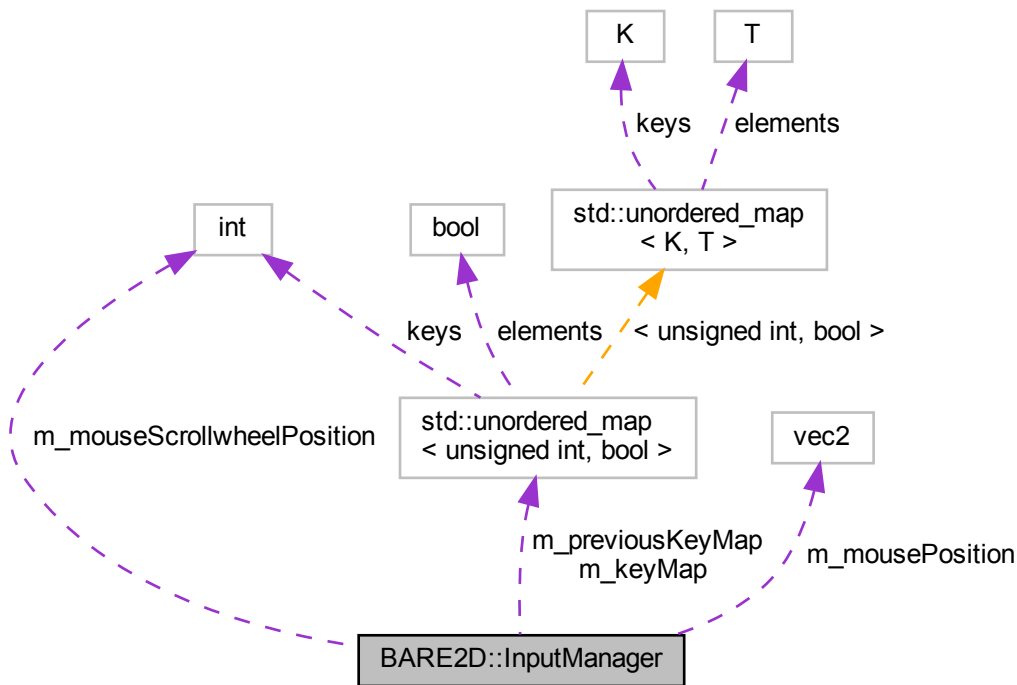 K
T
keys
elements
std::unordered_map
< K, T >
int
bool
keys
elements
< unsigned int, bool >
m_mouseScrollwheelPosition
std::unordered_map
< unsigned int, bool >
vec2
m_previousKeyMap
m_keyMap
m_mousePosition
BARE2D::InputManager